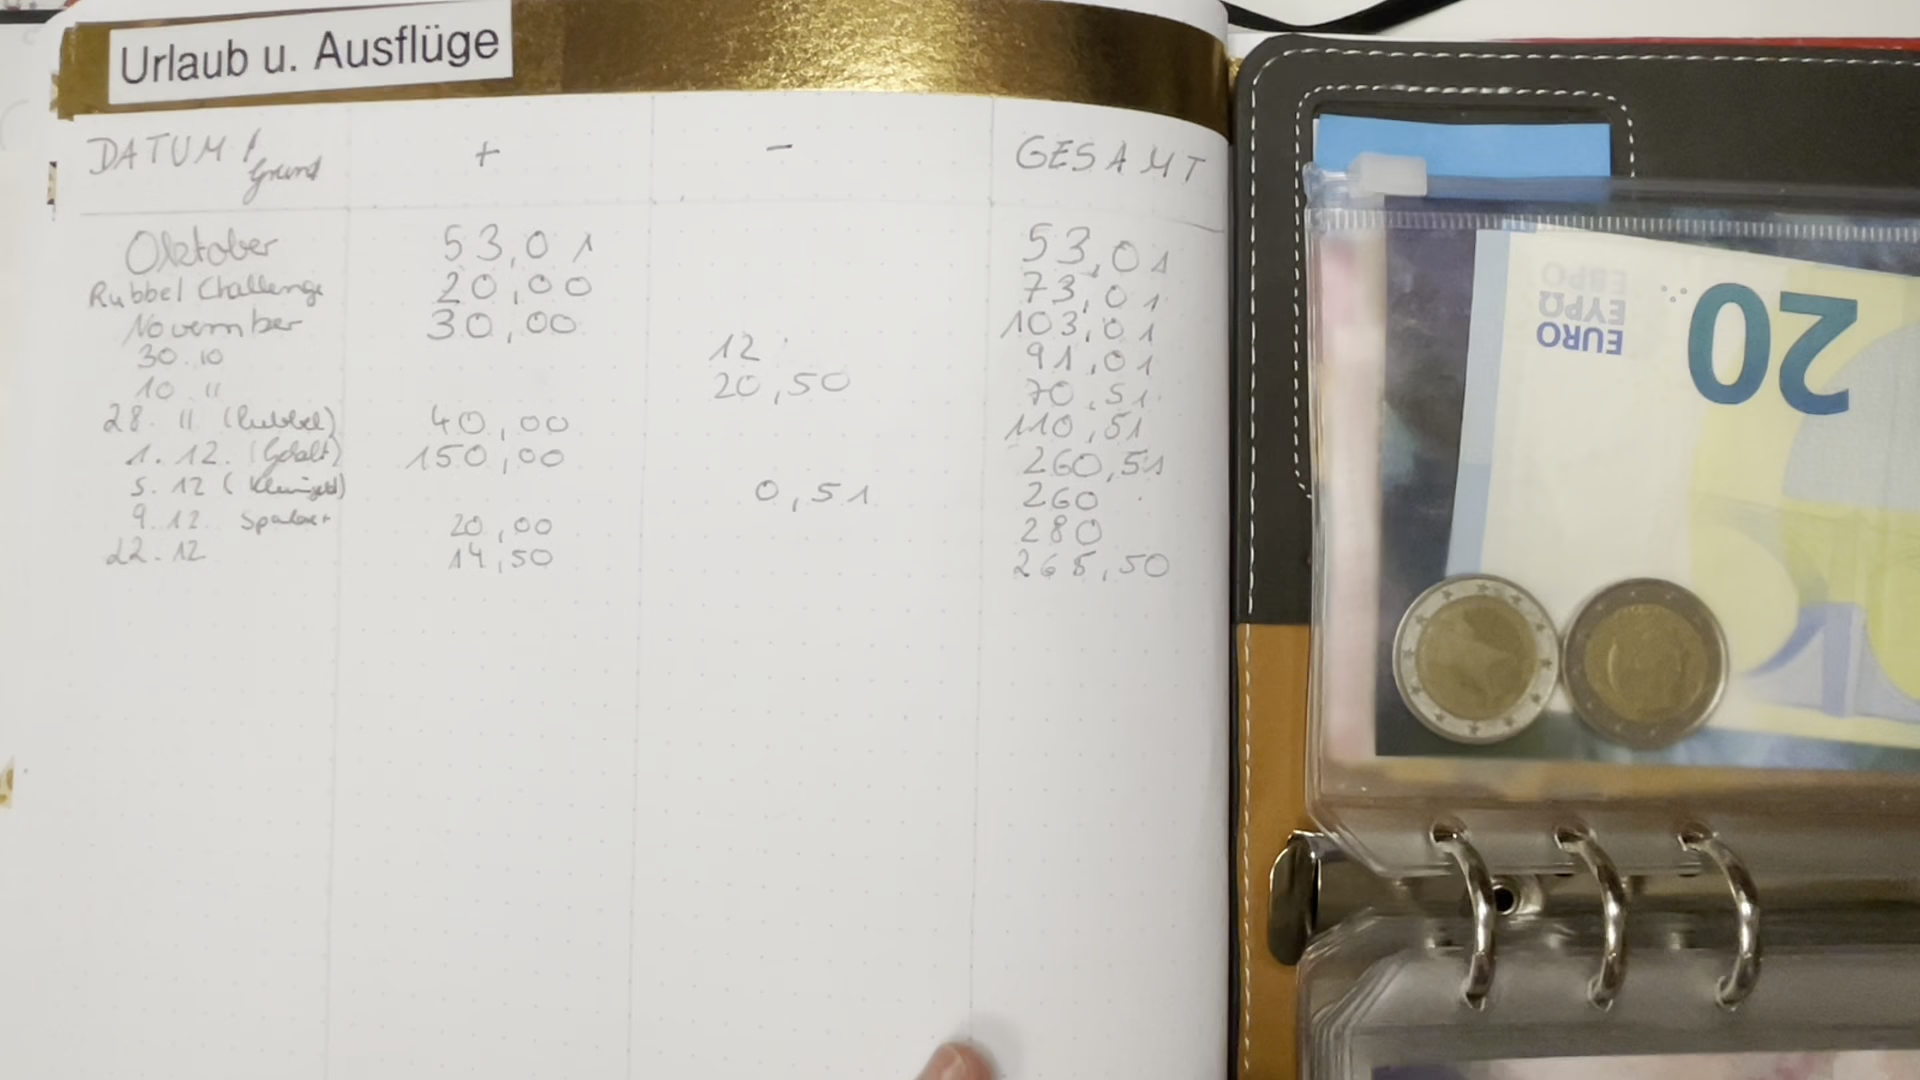 Urlaub u. Ausflüge
DATUM / Grund + - GESAMT
Oktober 53,01 53,01
Rubbel Challenge 20,00 73,01
November 30,00 103,01
30.10 12 91,01
10.11 20,50 70,51
28.11 (Rubbel) 40,00 110,51
1.12. (Gehalt) 150,00 260,51
5.12 (Kleingeld) 0,51 260
9.12. 20,00 280
22.12 14,50 265,50
20
EURO
ΕΥΡΩ
ЕВРО